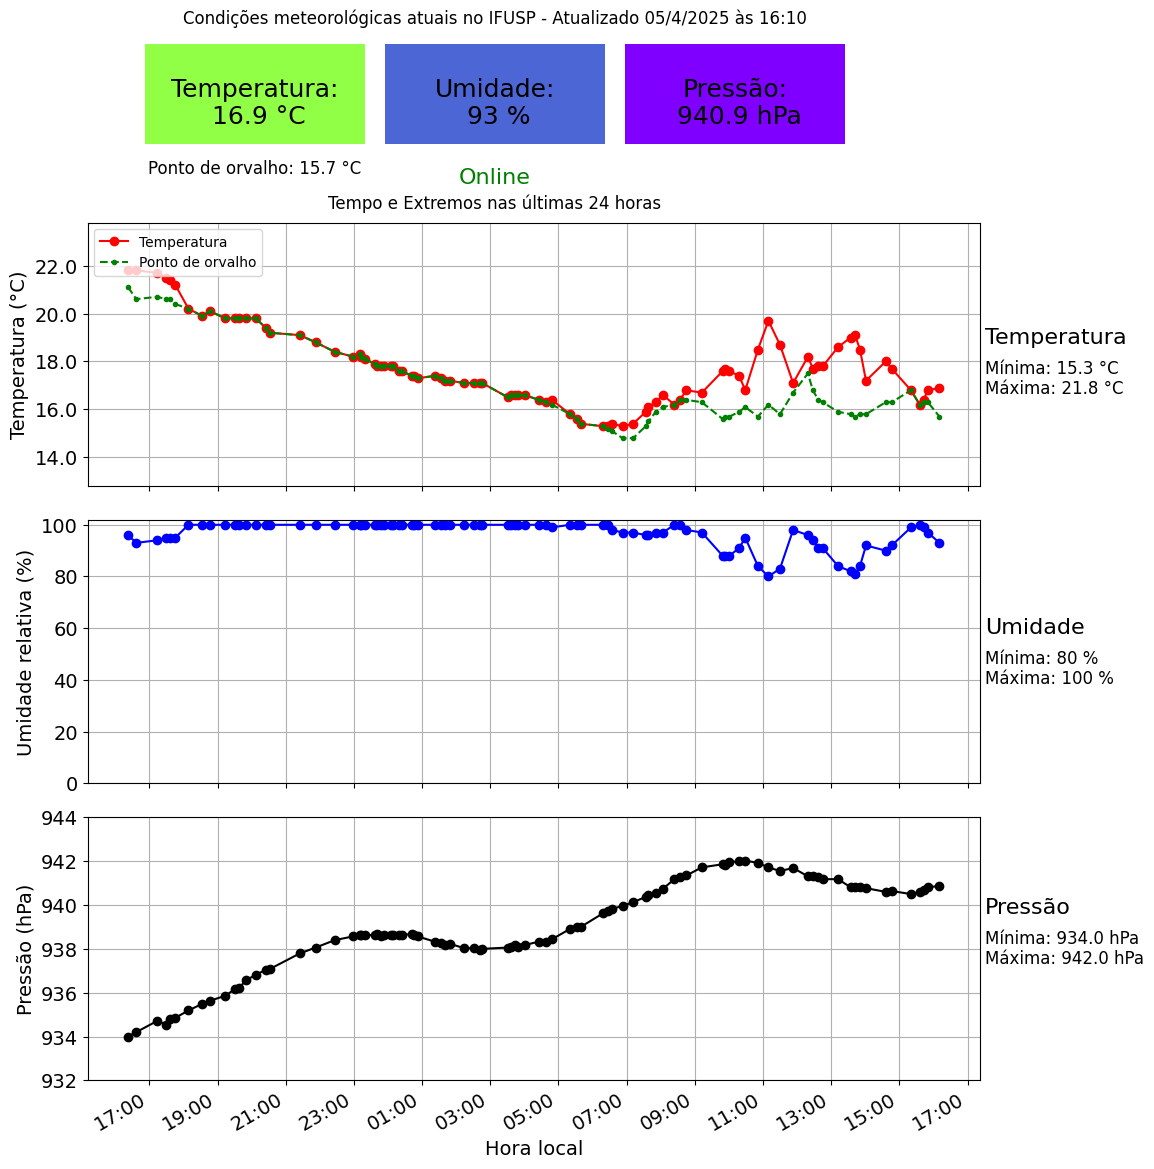 Condições meteorológicas atuais no IFUSP - Atualizado 05/4/2025 às 16:10
Temperatura:
16.9 °C
Umidade:
93 %
Pressão:
940.9 hPa
Ponto de orvalho: 15.7 °C
Online
Tempo e Extremos nas últimas 24 horas
Temperatura
Ponto de orvalho
Temperatura (°C)
22.0
20.0
18.0
16.0
14.0
Temperatura
Mínima: 15.3 °C
Máxima: 21.8 °C
Umidade relativa (%)
100
80
60
40
20
0
Umidade
Mínima: 80 %
Máxima: 100 %
Pressão (hPa)
944
942
940
938
936
934
932
Pressão
Mínima: 934.0 hPa
Máxima: 942.0 hPa
17:00 19:00 21:00 23:00 01:00 03:00 05:00 07:00 09:00 11:00 13:00 15:00 17:00
Hora local